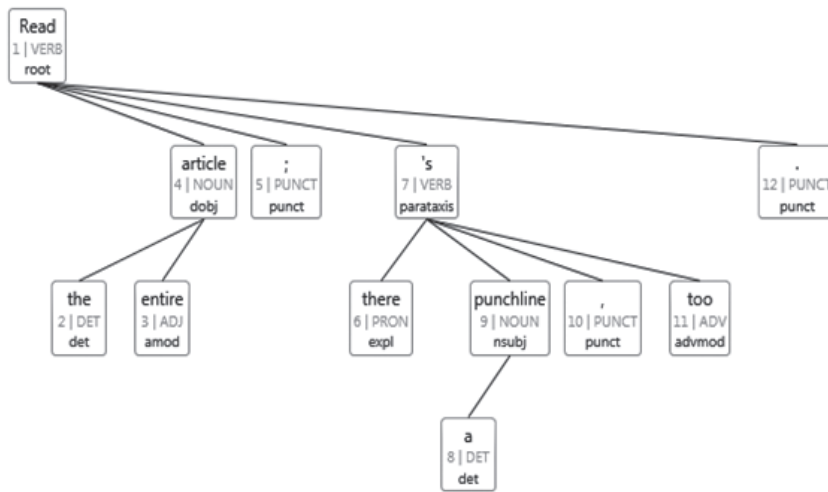 Read
1 | VERB
root
article
4 | NOUN
dobj
;
5 | PUNCT
punct
's
7 | VERB
parataxis
.
12 | PUNCT
punct
the
2 | DET
det
entire
3 | ADJ
amod
there
6 | PRON
expl
punchline
9 | NOUN
nsubj
,
10 | PUNCT
punct
too
11 | ADV
advmod
a
8 | DET
det